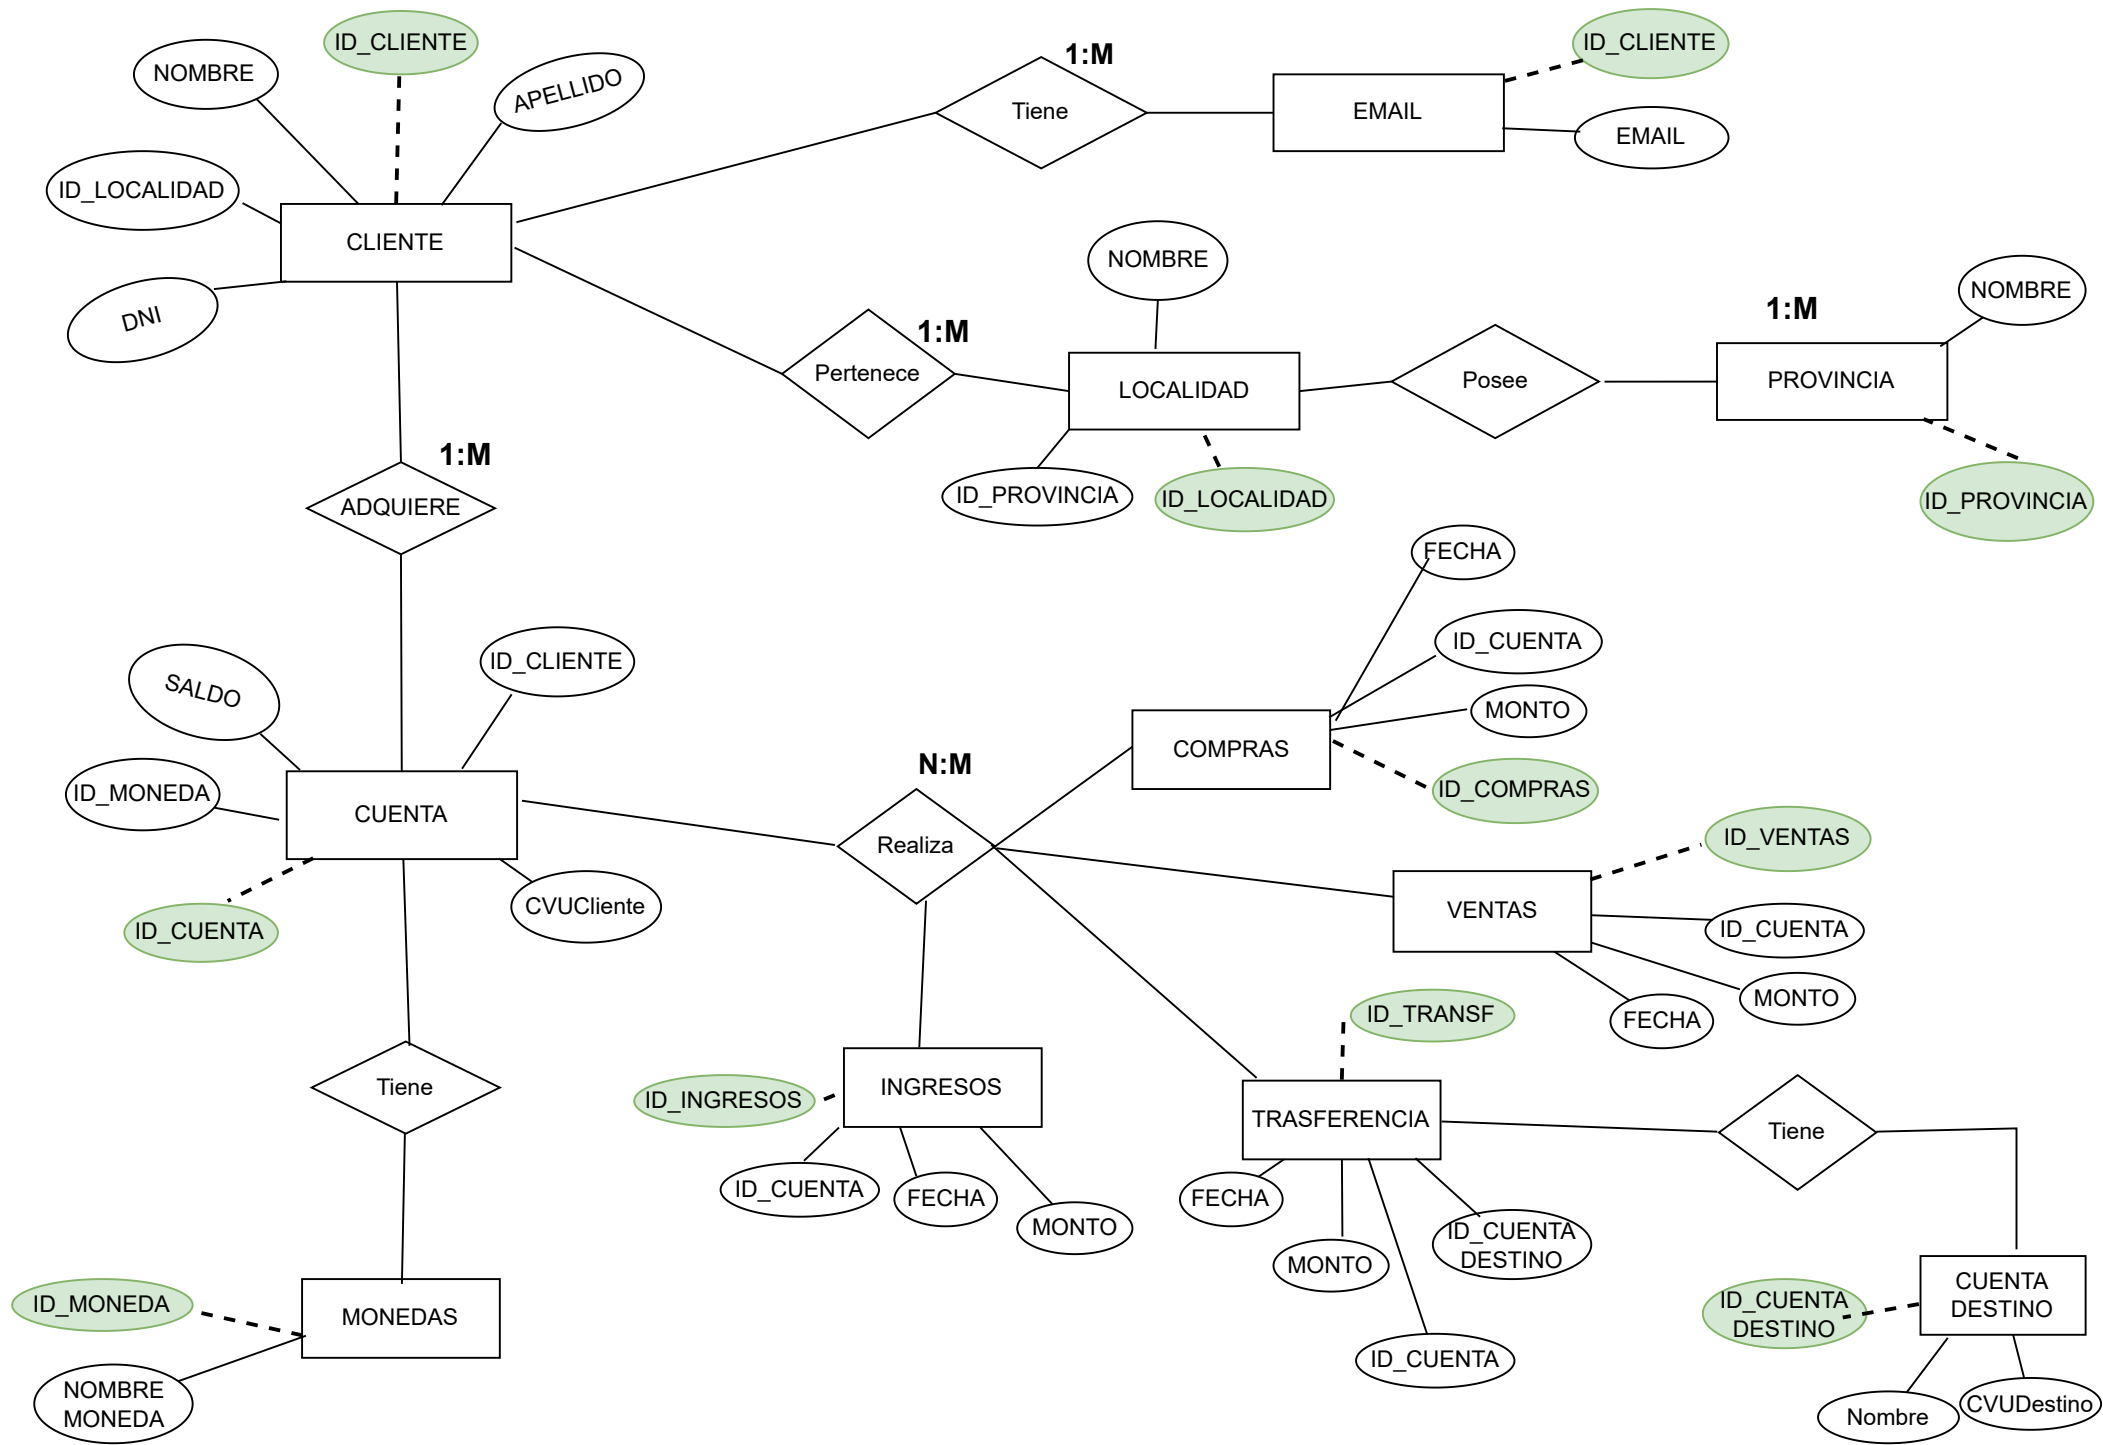 ID_CLIENTE
NOMBRE
APELLIDO
ID_LOCALIDAD
CLIENTE
DNI
1:M
Tiene
EMAIL
ID_CLIENTE
EMAIL
NOMBRE
1:M
Pertenece
LOCALIDAD
ID_PROVINCIA
ID_LOCALIDAD
Posee
1:M
PROVINCIA
NOMBRE
ID_PROVINCIA
1:M
ADQUIERE
SALDO
ID_CLIENTE
ID_MONEDA
CUENTA
ID_CUENTA
CVUCliente
N:M
Realiza
FECHA
ID_CUENTA
MONTO
COMPRAS
ID_COMPRAS
ID_VENTAS
VENTAS
ID_CUENTA
MONTO
FECHA
Tiene
ID_INGRESOS
INGRESOS
ID_CUENTA
FECHA
MONTO
ID_TRANSF
TRASFERENCIA
FECHA
MONTO
ID_CUENTA
DESTINO
ID_CUENTA
Tiene
CUENTA
DESTINO
ID_CUENTA
DESTINO
Nombre
CVUDestino
ID_MONEDA
MONEDAS
NOMBRE
MONEDA